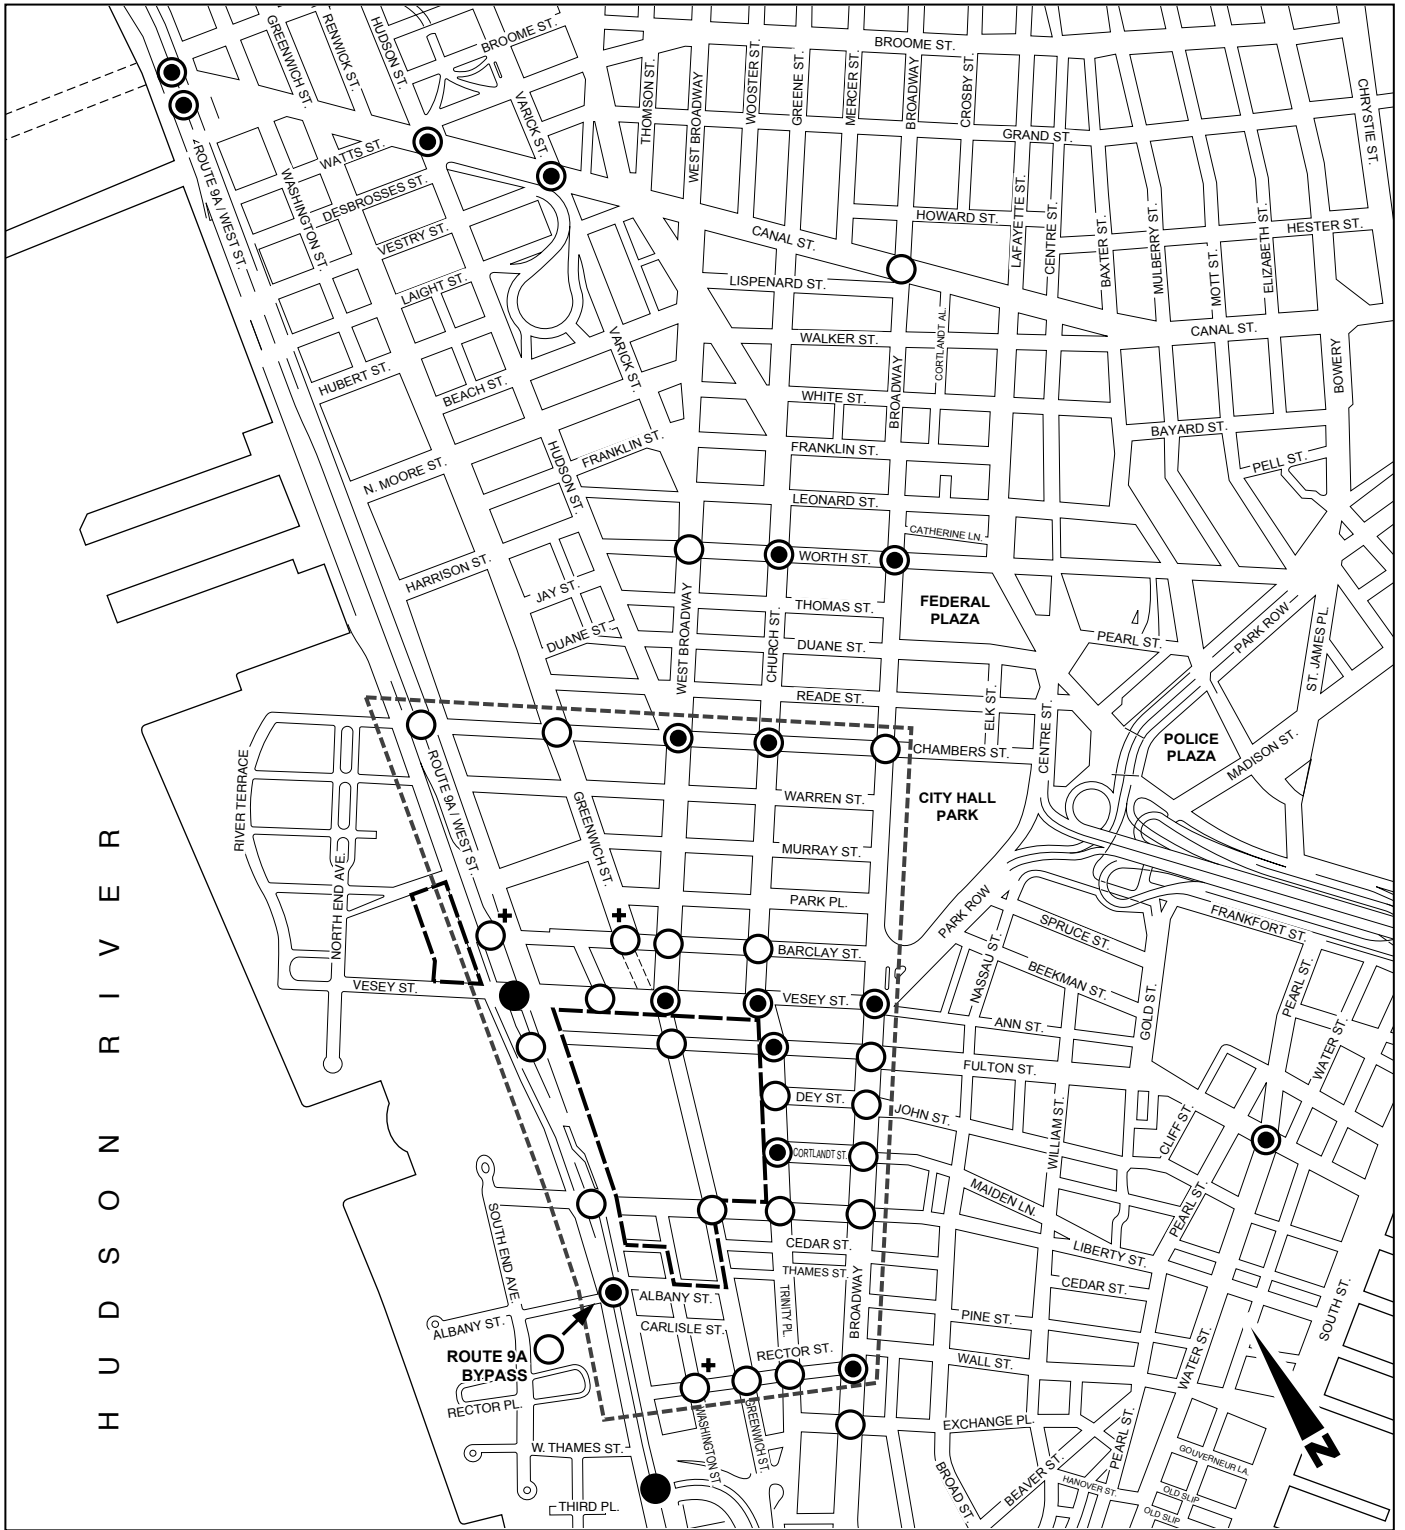 GREENWICH ST.
RENWICK ST.
HUDSON ST.
BROOME ST.
VARICK ST.
THOMSON ST.
WEST BROADWAY
WOOSTER ST.
GREENE ST.
MERCER ST.
BROADWAY
CROSBY ST.
BROOME ST.
GRAND ST.
CHRYSTIE ST.
ROUTE 9A / WEST ST.
WATTS ST.
WASHINGTON ST.
DESBROSSES ST.
VESTRY ST.
LAIGHT ST.
CANAL ST.
HOWARD ST.
LAFAYETTE ST.
CENTRE ST.
BAXTER ST.
MULBERRY ST.
MOTT ST.
ELIZABETH ST.
HESTER ST.
LISPENARD ST.
CORTLANDT AL.
CANAL ST.
WALKER ST.
VARICK ST.
BROADWAY
BOWERY
HUBERT ST.
BEACH ST.
WHITE ST.
BAYARD ST.
HUDSON ST.
FRANKLIN ST.
FRANKLIN ST.
PELL ST.
N. MOORE ST.
LEONARD ST.
CATHERINE LN.
WORTH ST.
HARRISON ST.
JAY ST.
DUANE ST.
WEST BROADWAY
CHURCH ST.
THOMAS ST.
FEDERAL
PLAZA
DUANE ST.
PEARL ST.
PARK ROW
ST. JAMES PL.
READE ST.
ELK ST.
CENTRE ST.
CHAMBERS ST.
POLICE
PLAZA
MADISON ST.
RIVER TERRACE
ROUTE 9A / WEST ST.
GREENWICH ST.
WARREN ST.
CITY HALL
PARK
MURRAY ST.
NORTH END AVE.
PARK PL.
PARK ROW
SPRUCE ST.
FRANKFORT ST.
BARCLAY ST.
NASSAU ST.
BEEKMAN ST.
GOLD ST.
PEARL ST.
WATER ST.
VESEY ST.
VESEY ST.
ANN ST.
FULTON ST.
DEY ST.
JOHN ST.
WILLIAM ST.
CLIFF ST.
CORTLANDT ST.
MAIDEN LN.
PEARL ST.
SOUTH END AVE.
CEDAR ST.
LIBERTY ST.
THAMES ST.
CEDAR ST.
SOUTH ST.
TRINITY PL.
BROADWAY
ALBANY ST.
ALBANY ST.
CARLISLE ST.
PINE ST.
ROUTE 9A
BYPASS
RECTOR ST.
WALL ST.
WATER ST.
RECTOR PL.
WASHINGTON ST
GREENWICH ST.
EXCHANGE PL.
PEARL ST.
W. THAMES ST.
BROAD ST.
BEAVER ST.
HANOVER ST.
GOUVERNEUR LA.
OLD SLIP
OLD SLIP
THIRD PL.
N
HUDSON RIVER